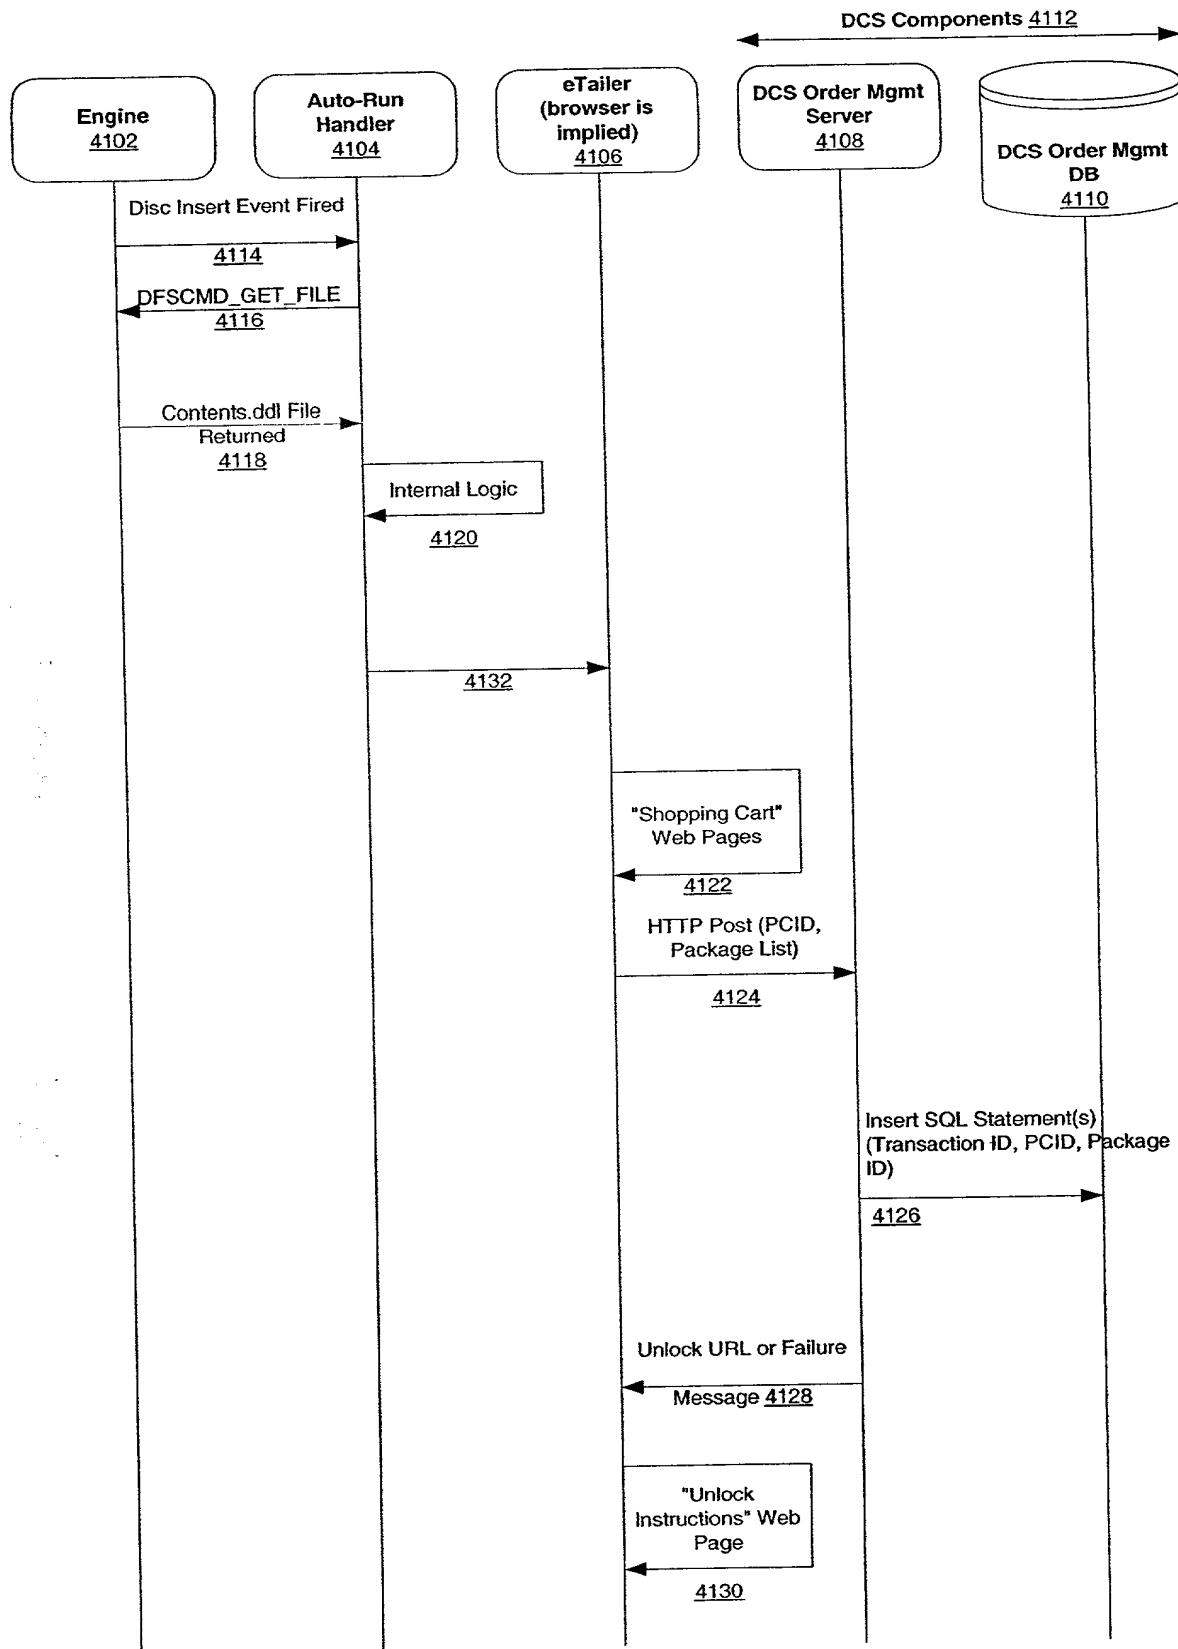 DCS Components 4112
Engine
4102
Auto-Run
Handler
4104
eTailer
(browser is
implied)
4106
DCS Order Mgmt
Server
4108
DCS Order Mgmt
DB
4110
Disc Insert Event Fired
4114
DFSCMD_GET_FILE
4116
Contents.ddl File
Returned
4118
Internal Logic
4120
4132
"Shopping Cart"
Web Pages
4122
HTTP Post (PCID,
Package List)
4124
Insert SQL Statement(s)
(Transaction ID, PCID, Package
ID)
4126
Unlock URL or Failure
Message 4128
"Unlock
Instructions" Web
Page
4130